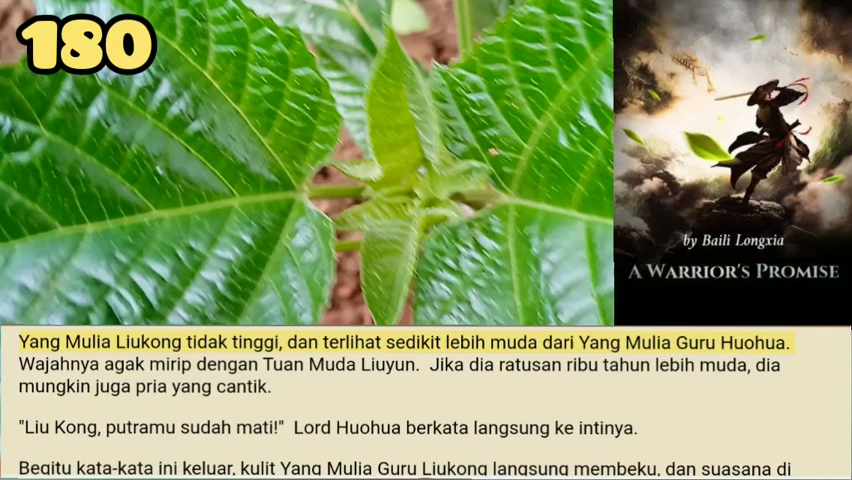 180
by Baili Longxia
A WARRIOR'S PROMISE
Yang Mulia Liukong tidak tinggi, dan terlihat sedikit lebih muda dari Yang Mulia Guru Huohua.
Wajahnya agak mirip dengan Tuan Muda Liuyun.  Jika dia ratusan ribu tahun lebih muda, dia
mungkin juga pria yang cantik.
"Liu Kong, putramu sudah mati!"  Lord Huohua berkata langsung ke intinya.
Begitu kata-kata ini keluar, kulit Yang Mulia Guru Liukong langsung membeku, dan suasana di